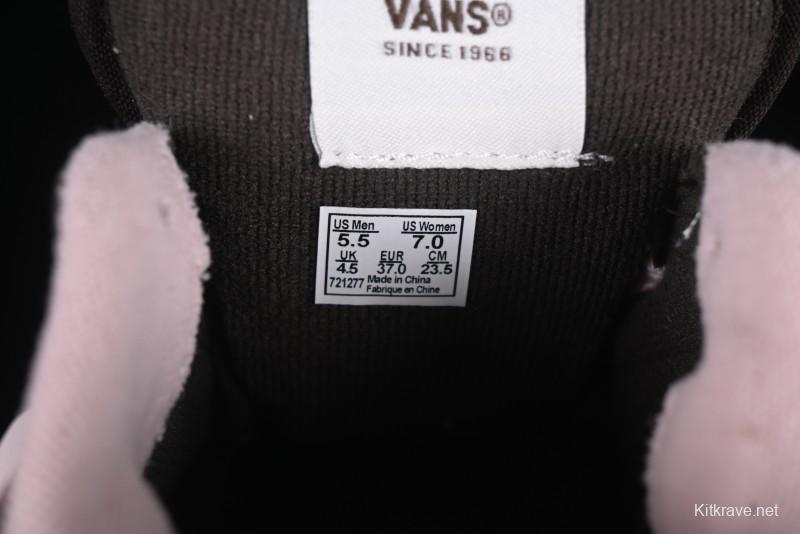 VANS®
SINCE 1966
US Men US Women
5.5 7.0
UK EUR CM
4.5 37.0 23.5
721277 Made in China
Fabrique en Chine
Kitkrave.net